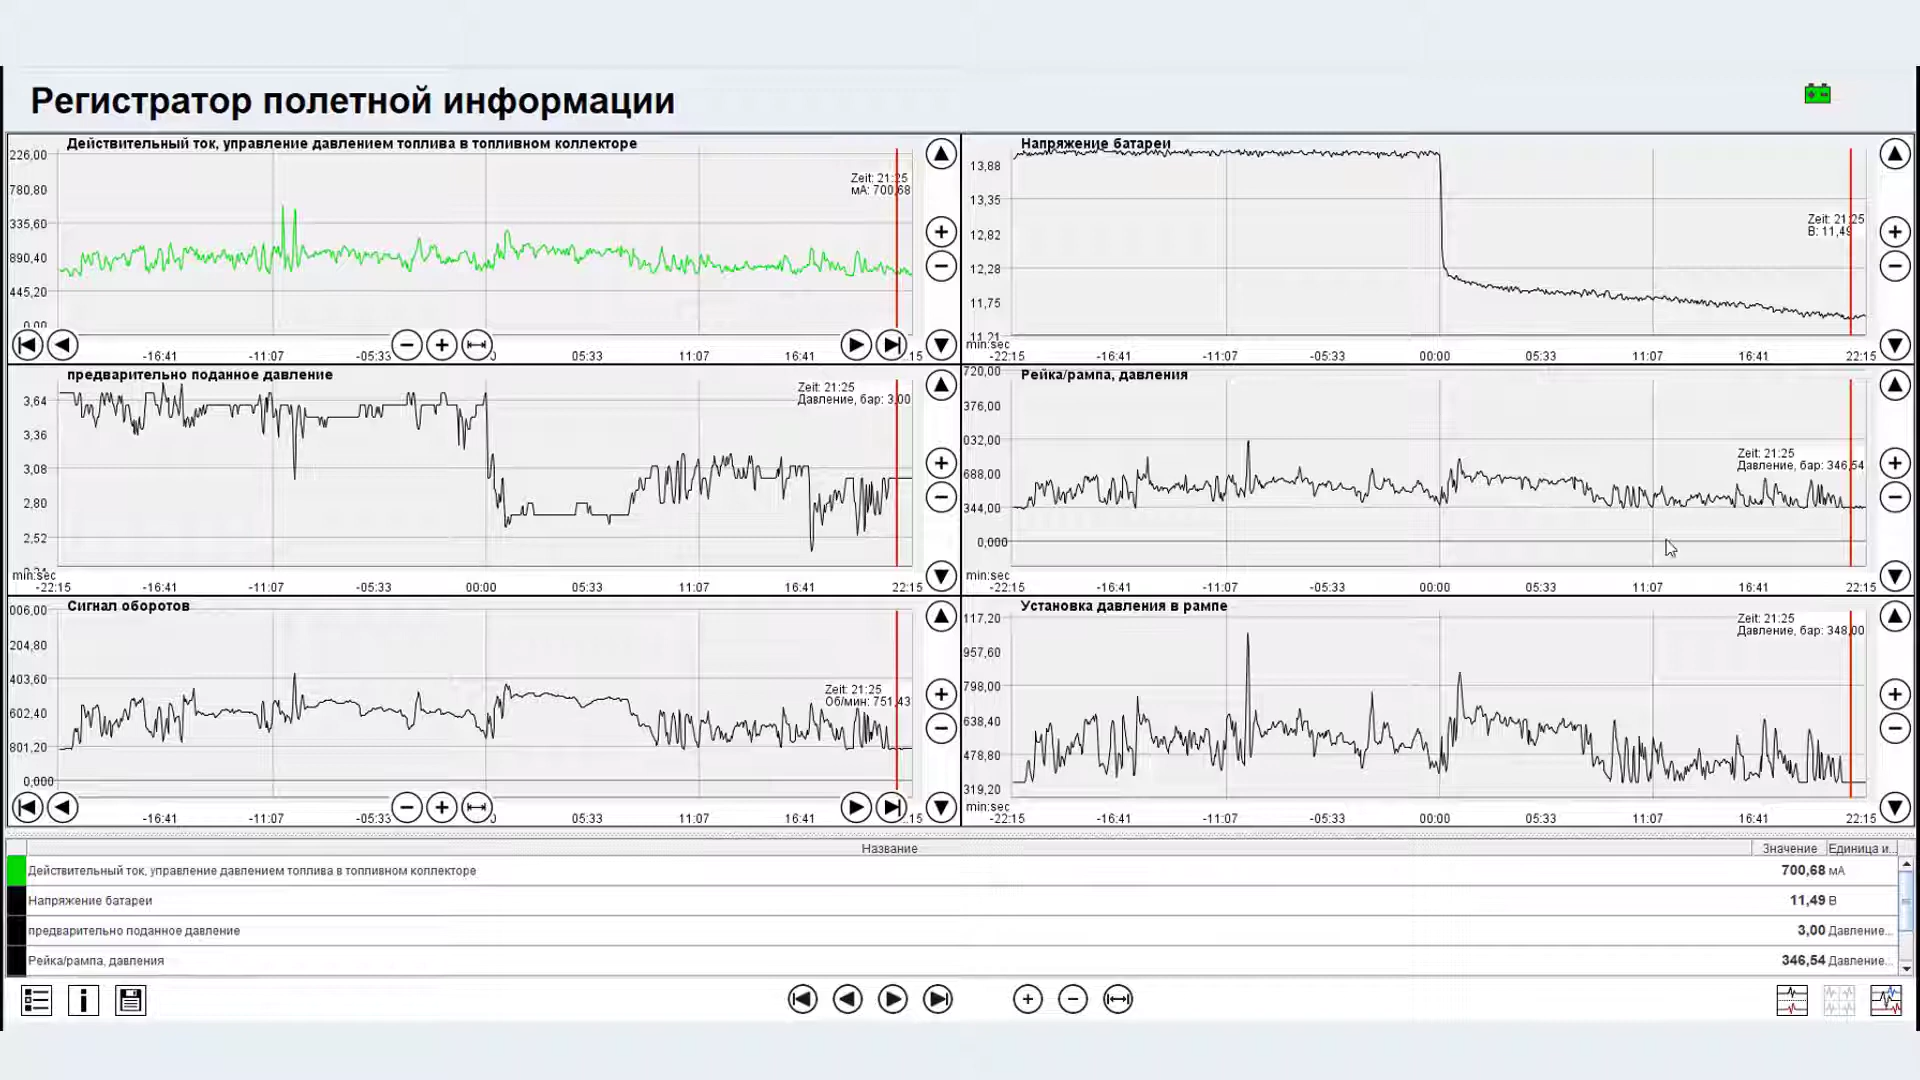 Регистратор полетной информации
Действительный ток, управление давлением топлива в топливном коллекторе
226,00
780,80
335,60
890,40
445,20
0,00
Zeit: 21:25
мА: 700,68
-16:41 -11:07 -05:33 05:33 11:07 16:41
Напряжение батареи
13,88
13,35
12,82
12,28
11,75
11,21
Zeit: 21:25
В: 11,49
min:sec
-22:15 -16:41 -11:07 -05:33 00:00 05:33 11:07 16:41 22:15
предварительно поданное давление
3,64
3,36
3,08
2,80
2,52
Zeit: 21:25
Давление, бар: 3,00
min:sec
-22:15 -16:41 -11:07 -05:33 00:00 05:33 11:07 16:41 22:15
Рейка/рампа, давления
720,00
376,00
032,00
688,00
344,00
0,000
Zeit: 21:25
Давление, бар: 346,54
min:sec
-22:15 -16:41 -11:07 -05:33 00:00 05:33 11:07 16:41 22:15
Сигнал оборотов
006,00
204,80
403,60
602,40
801,20
0,000
Zeit: 21:25
Об/мин: 751,43
-16:41 -11:07 -05:33 05:33 11:07 16:41
Установка давления в рампе
117,20
957,60
798,00
638,40
478,80
319,20
Zeit: 21:25
Давление, бар: 348,00
min:sec
-22:15 -16:41 -11:07 -05:33 00:00 05:33 11:07 16:41 22:15
Название Значение Единица и...
Действительный ток, управление давлением топлива в топливном коллекторе 700,68 мА
Напряжение батареи 11,49 В
предварительно поданное давление 3,00 Давление...
Рейка/рампа, давления 346,54 Давление...